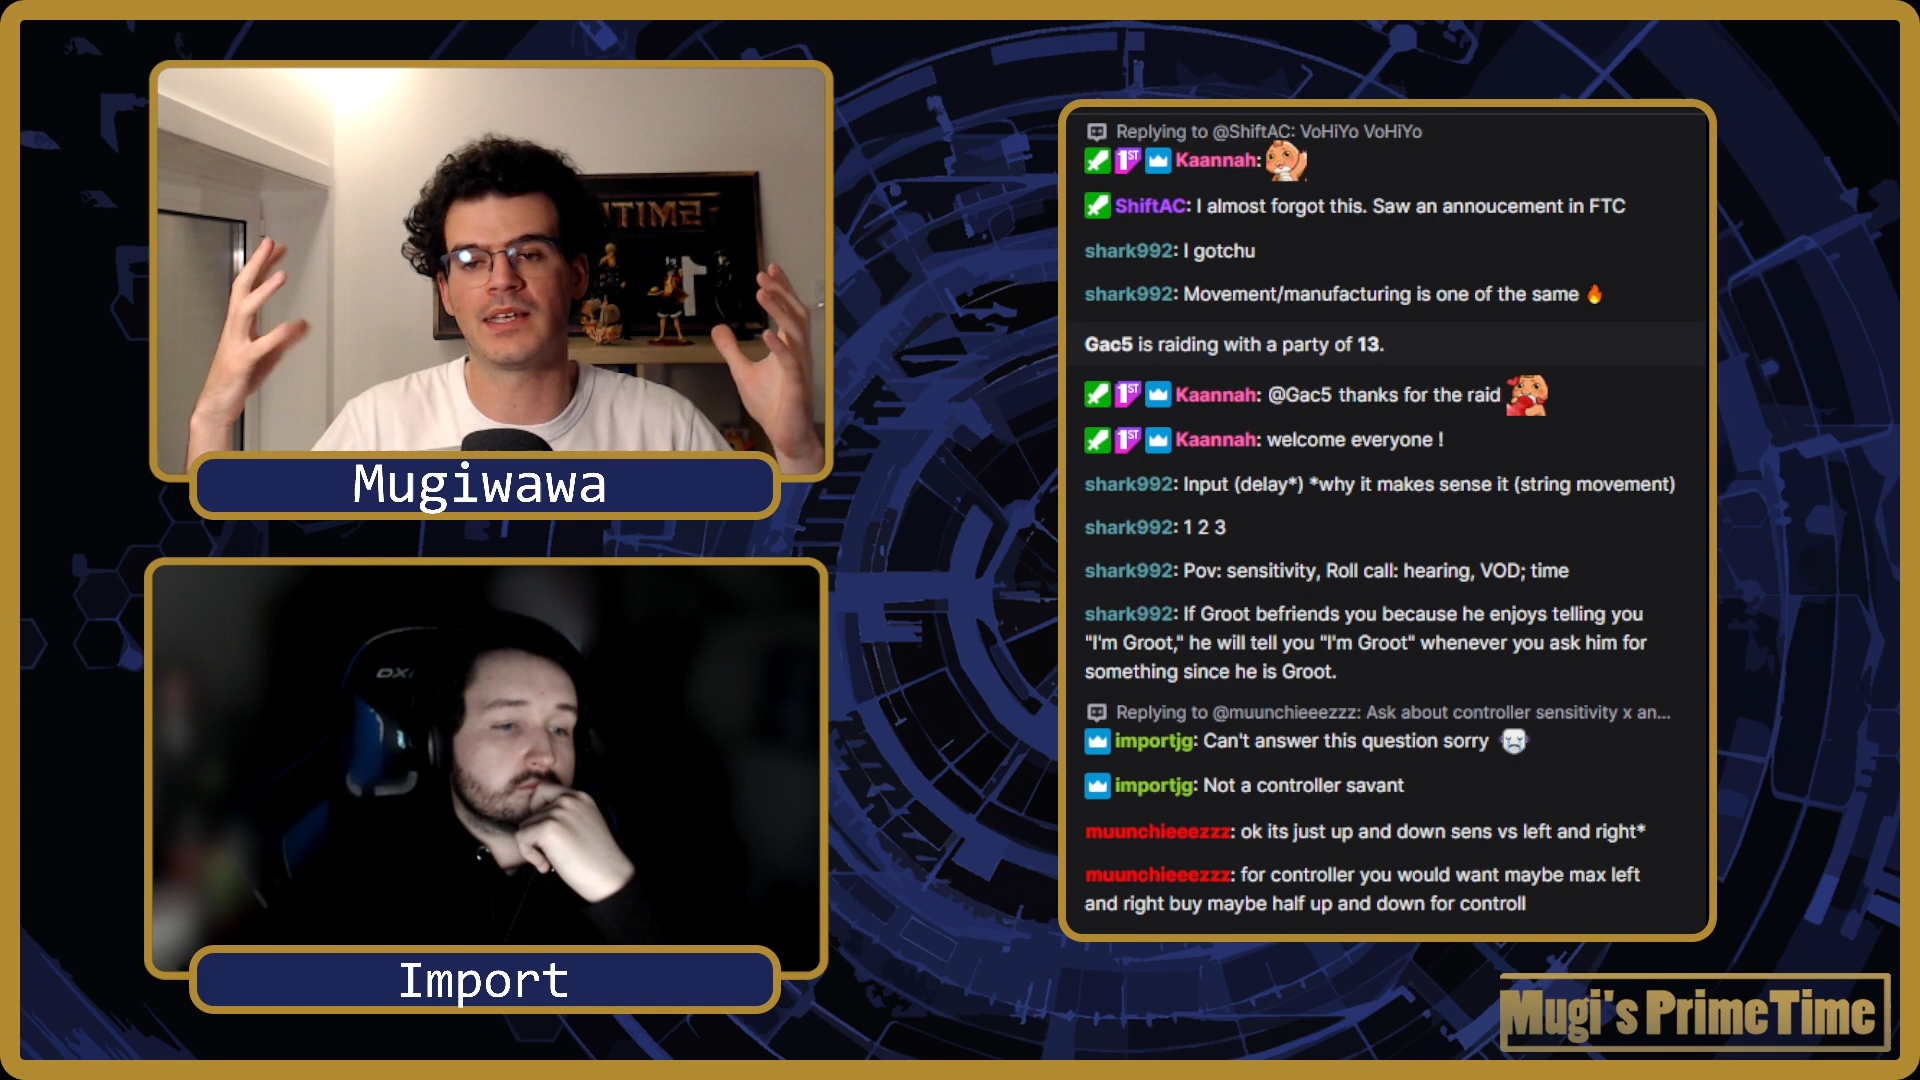 TIME
1
Mugiwawa
DX
Import
Replying to @ShiftAC: VoHiYo VoHiYo
1ST Kaannah:
ShiftAC: I almost forgot this. Saw an annoucement in FTC
shark992: I gotchu
shark992: Movement/manufacturing is one of the same 🔥
Gac5 is raiding with a party of 13.
1ST Kaannah: @Gac5 thanks for the raid
1ST Kaannah: welcome everyone !
shark992: Input (delay*) *why it makes sense it (string movement)
shark992: 1 2 3
shark992: Pov: sensitivity, Roll call: hearing, VOD; time
shark992: If Groot befriends you because he enjoys telling you
"I'm Groot," he will tell you "I'm Groot" whenever you ask him for
something since he is Groot.
Replying to @muunchieeezzz: Ask about controller sensitivity x an...
importjg: Can't answer this question sorry
importjg: Not a controller savant
muunchieeezzz: ok its just up and down sens vs left and right*
muunchieeezzz: for controller you would want maybe max left
and right buy maybe half up and down for controll
Mugi's PrimeTime